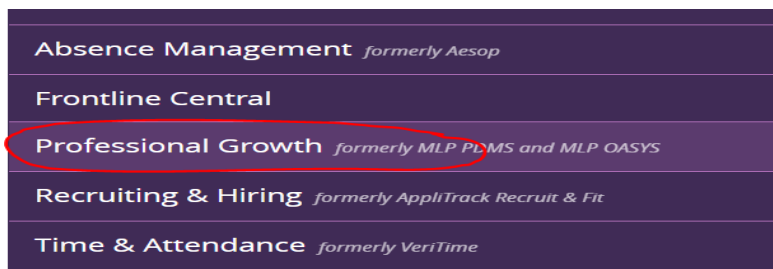 Absence Management formerly Aesop
Frontline Central
Professional Growth formerly MLP PDMS and MLP OASYS
Recruiting & Hiring formerly AppliTrack Recruit & Fit
Time & Attendance formerly VeriTime